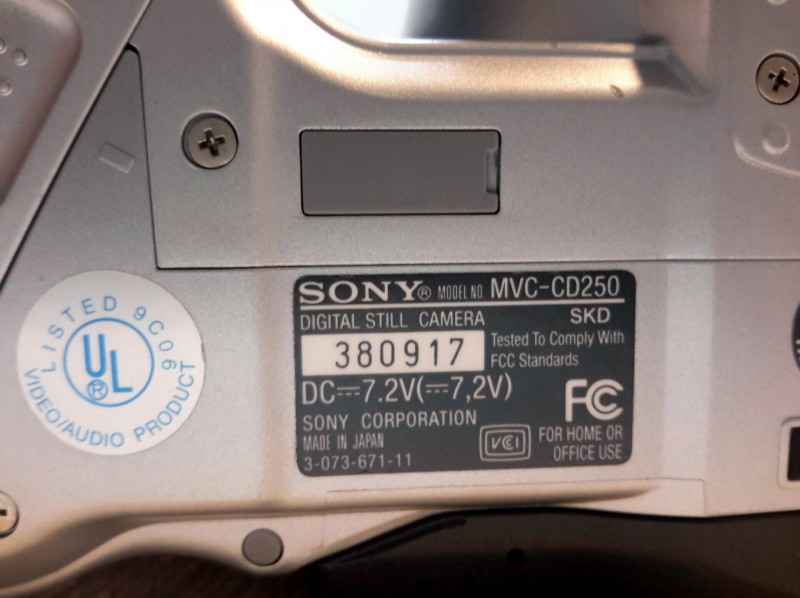 SONY® MODEL NO. MVC-CD250
DIGITAL STILL CAMERA SKD
380917
Tested To Comply With
FCC Standards
DC⎓7.2V(⎓7,2V)
FC
SONY CORPORATION
MADE IN JAPAN
VCI
FOR HOME OR
OFFICE USE
3-073-671-11
LISTED 9C09
UL
®
VIDEO/AUDIO PRODUCT